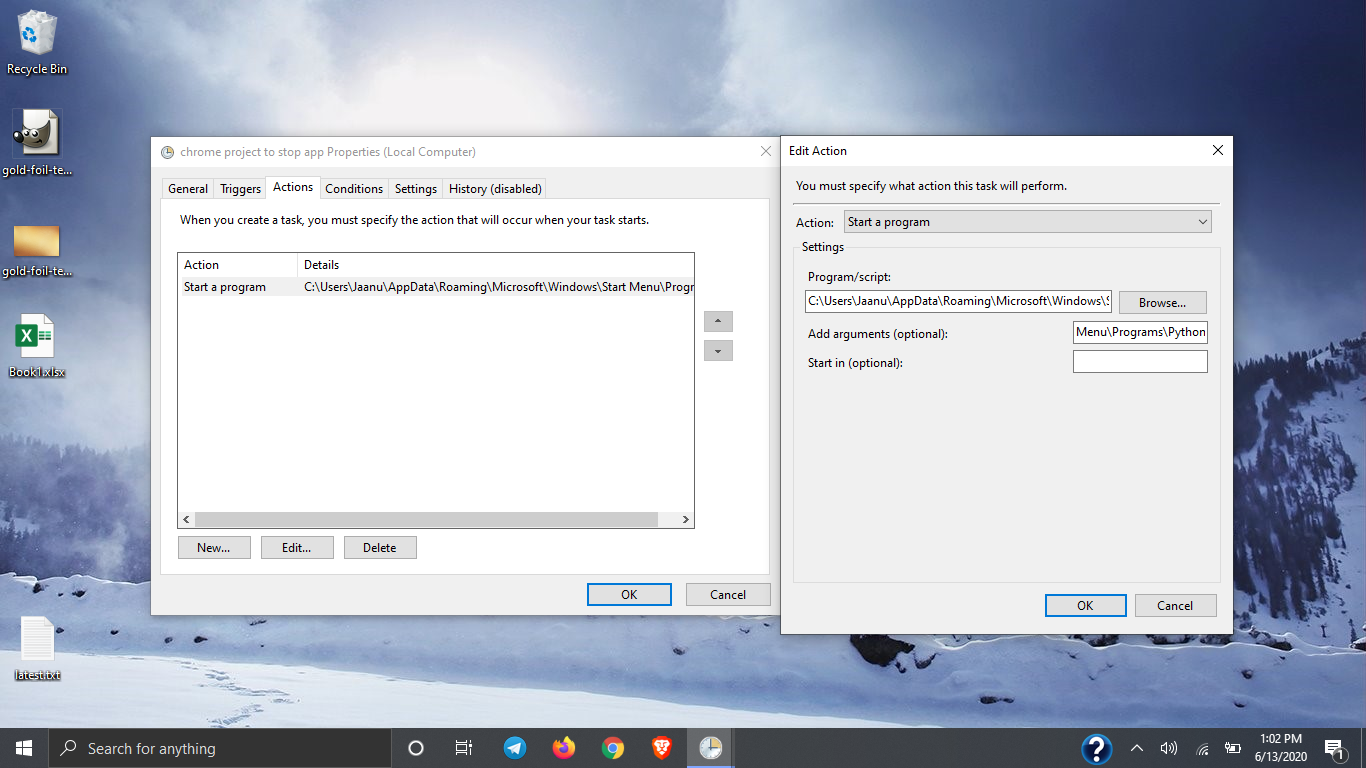 Recycle Bin
gold-foil-te...
gold-foil-te...
Book1.xlsx
latest.txt
chrome project to stop app Properties (Local Computer)
General Triggers Actions Conditions Settings History (disabled)
When you create a task, you must specify the action that will occur when your task starts.
Action Details
Start a program C:\Users\Jaanu\AppData\Roaming\Microsoft\Windows\Start Menu\Progr
New... Edit... Delete
OK Cancel
Edit Action
You must specify what action this task will perform.
Action: Start a program
Settings
Program/script:
C:\Users\Jaanu\AppData\Roaming\Microsoft\Windows\S Browse...
Add arguments (optional): Menu\Programs\Python
Start in (optional):
OK Cancel
Search for anything
1:02 PM
6/13/2020
1